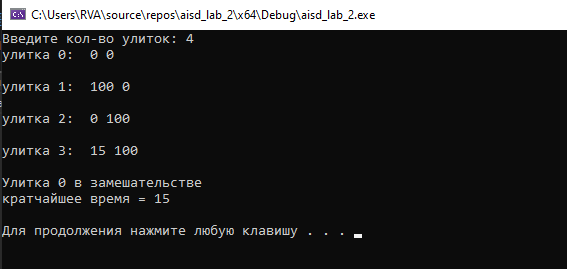 C:\Users\RVA\source\repos\aisd_lab_2\x64\Debug\aisd_lab_2.exe
Введите кол-во улиток: 4
улитка 0:  0 0
улитка 1:  100 0
улитка 2:  0 100
улитка 3:  15 100
Улитка 0 в замешательстве
кратчайшее время = 15
Для продолжения нажмите любую клавишу . . .